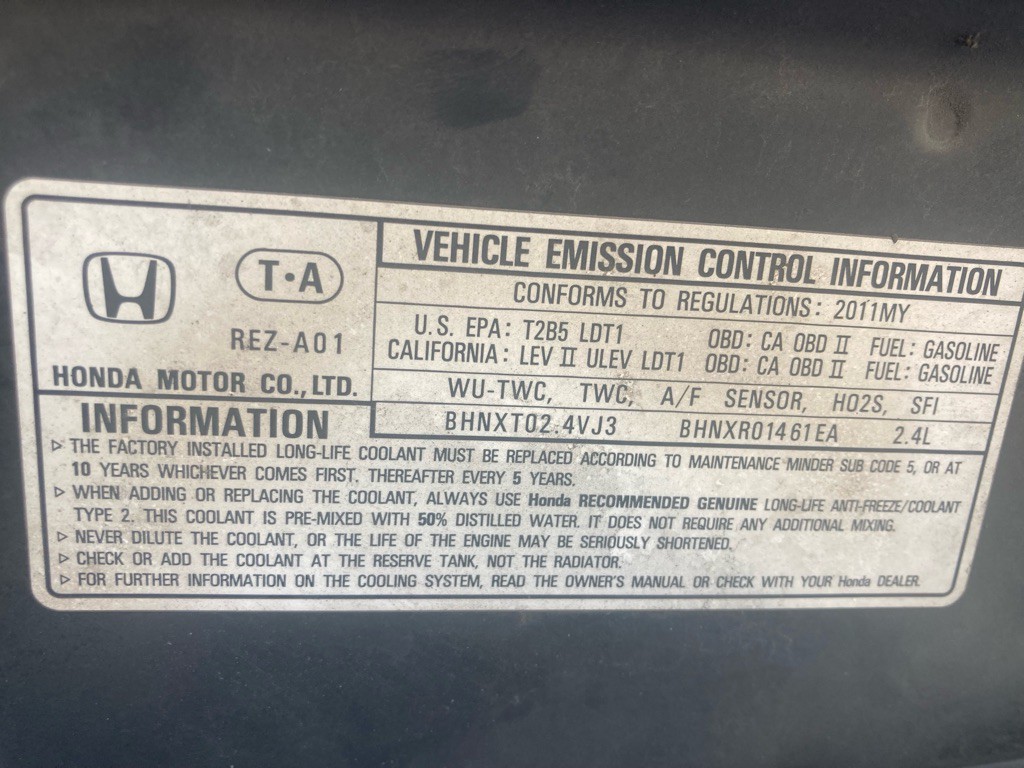 T•A
REZ-A01
HONDA MOTOR CO., LTD.
VEHICLE EMISSION CONTROL INFORMATION
CONFORMS TO REGULATIONS: 2011MY
U.S. EPA: T2B5 LDT1 OBD: CA OBD II FUEL: GASOLINE
CALIFORNIA: LEV II ULEV LDT1 OBD: CA OBD II FUEL: GASOLINE
WU-TWC, TWC, A/F SENSOR, HO2S, SFI
BHNXT02.4VJ3 BHNXR01461EA 2.4L
INFORMATION
▷ THE FACTORY INSTALLED LONG-LIFE COOLANT MUST BE REPLACED ACCORDING TO MAINTENANCE MINDER SUB CODE 5, OR AT
10 YEARS WHICHEVER COMES FIRST. THEREAFTER EVERY 5 YEARS.
▷ WHEN ADDING OR REPLACING THE COOLANT, ALWAYS USE Honda RECOMMENDED GENUINE LONG-LIFE ANTI-FREEZE/COOLANT
TYPE 2. THIS COOLANT IS PRE-MIXED WITH 50% DISTILLED WATER. IT DOES NOT REQUIRE ANY ADDITIONAL MIXING.
▷ NEVER DILUTE THE COOLANT, OR THE LIFE OF THE ENGINE MAY BE SERIOUSLY SHORTENED.
▷ CHECK OR ADD THE COOLANT AT THE RESERVE TANK, NOT THE RADIATOR.
▷ FOR FURTHER INFORMATION ON THE COOLING SYSTEM, READ THE OWNER'S MANUAL OR CHECK WITH YOUR Honda DEALER.